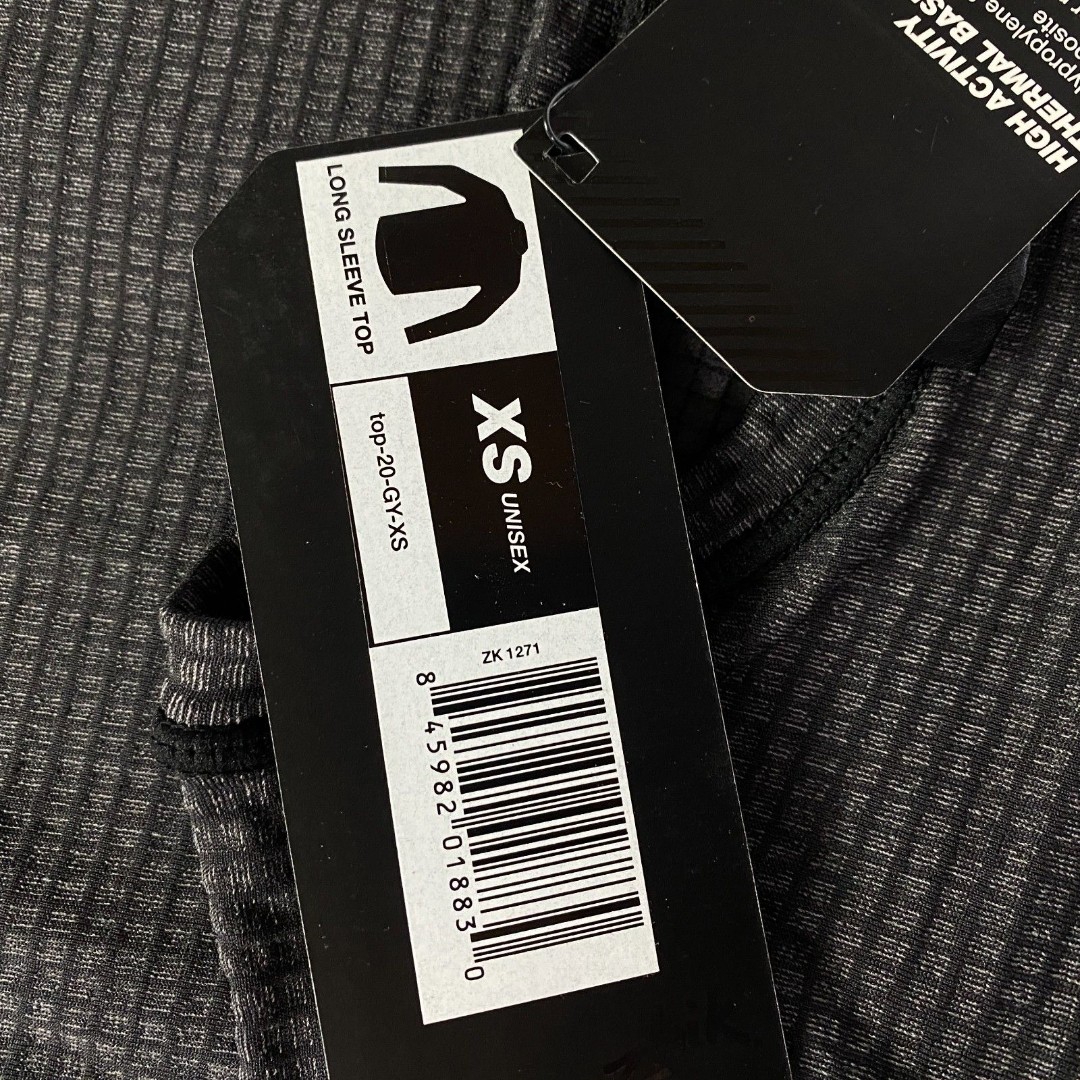 LONG SLEEVE TOP
XS UNISEX
top-20-GY-XS
ZK 1271
8 45982 01883 0
HIGH ACTIVITY